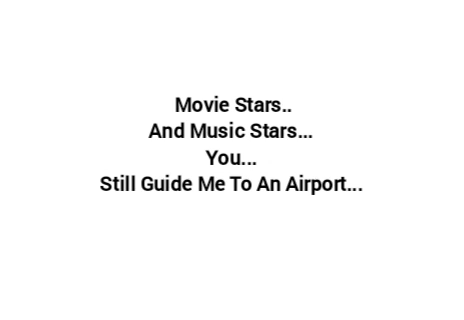 Movie Stars..
And Music Stars...
You...
Still Guide Me To An Airport...